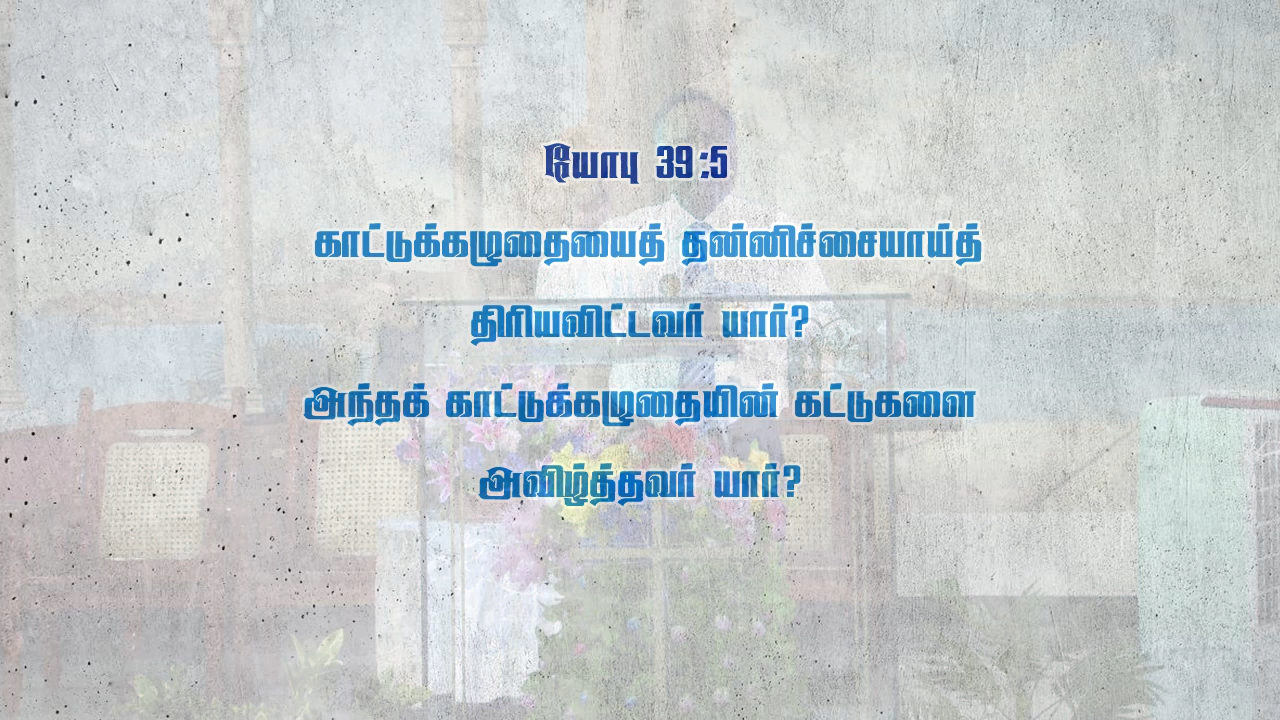 யோபு 39:5
காட்டுக்கழுதையைத் தன்னிச்சையாய்த்
திரியவிட்டவர் யார்?
அந்தக் காட்டுக்கழுதையின் கட்டுகளை
அவிழ்த்தவர் யார்?